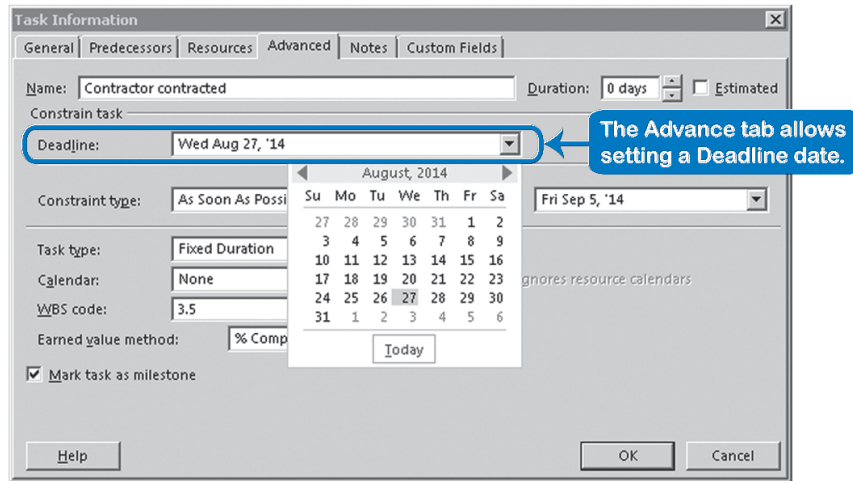 Task Information
General Predecessors Resources Advanced Notes Custom Fields
Name: Contractor contracted Duration: 0 days Estimated
Constrain task
Deadline: Wed Aug 27, '14
The Advance tab allows
setting a Deadline date.
August, 2014
Su Mo Tu We Th Fr Sa
27 28 29 30 31 1 2
3 4 5 6 7 8 9
10 11 12 13 14 15 16
17 18 19 20 21 22 23
24 25 26 27 28 29 30
31 1 2 3 4 5 6
Today
Constraint type: As Soon As Possi Fri Sep 5, '14
Task type: Fixed Duration
Calendar: None gnores resource calendars
WBS code: 3.5
Earned value method: % Comp
Mark task as milestone
Help OK Cancel